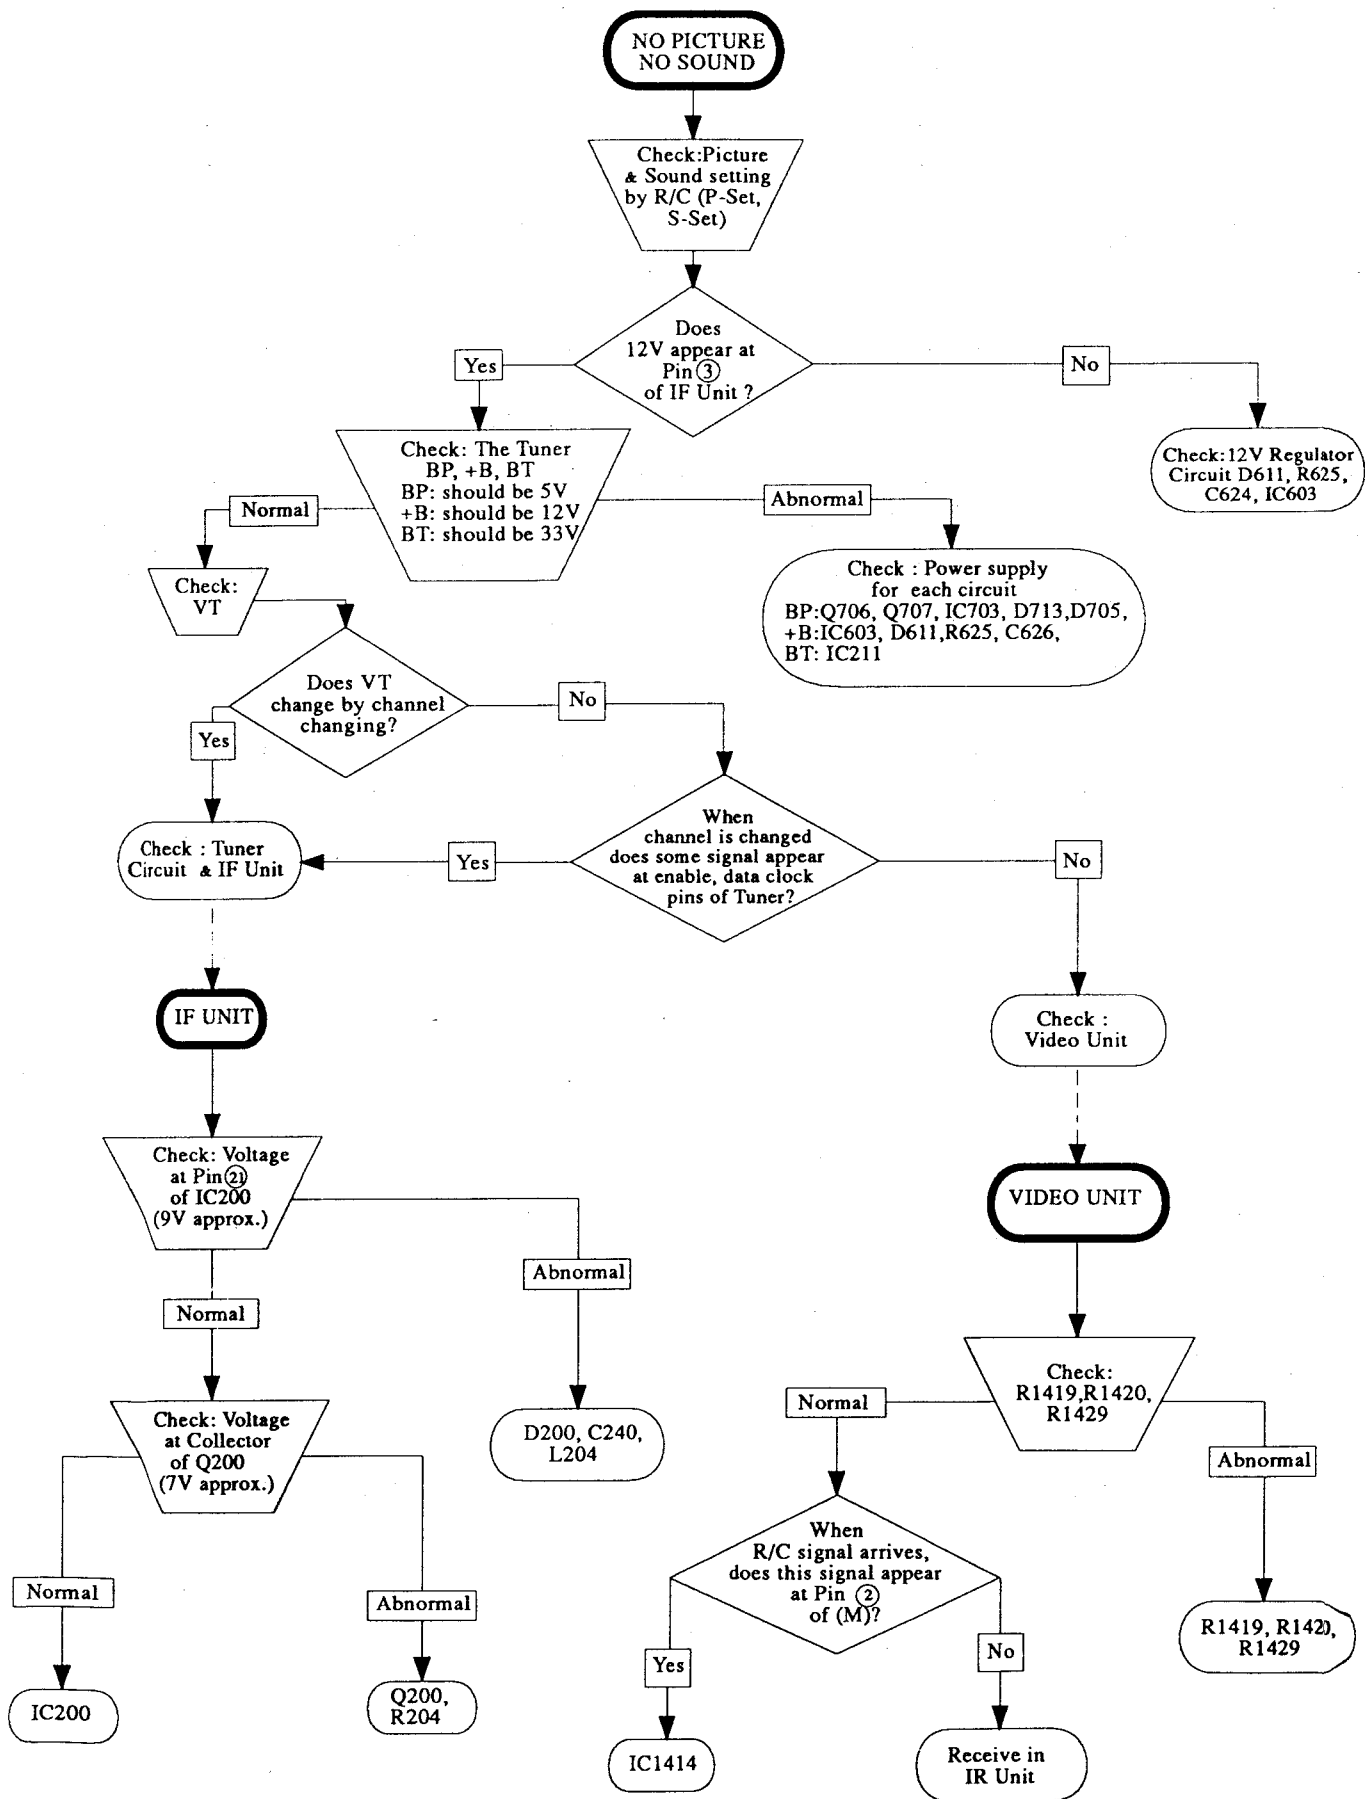 NO PICTURE
NO SOUND
Check:Picture
& Sound setting
by R/C (P-Set,
S-Set)
Does
12V appear at
Pin ③
of IF Unit ?
Yes
No
Check: The Tuner
BP, +B, BT
BP: should be 5V
+B: should be 12V
BT: should be 33V
Check:12V Regulator
Circuit D611, R625,
C624, IC603
Normal
Abnormal
Check:
VT
Check : Power supply
for each circuit
BP:Q706, Q707, IC703, D713,D705,
+B:IC603, D611,R625, C626,
BT: IC211
Does VT
change by channel
changing?
Yes
No
When
channel is changed
does some signal appear
at enable, data clock
pins of Tuner?
Check : Tuner
Circuit & IF Unit
Yes
No
IF UNIT
Check :
Video Unit
Check: Voltage
at Pin ㉑
of IC200
(9V approx.)
VIDEO UNIT
Abnormal
Normal
Check:
R1419,R1420,
R1429
Normal
Abnormal
Check: Voltage
at Collector
of Q200
(7V approx.)
D200, C240,
L204
When
R/C signal arrives,
does this signal appear
at Pin ②
of (M)?
Normal
Abnormal
R1419, R1420,
R1429
Yes
No
IC200
Q200,
R204
IC1414
Receive in
IR Unit